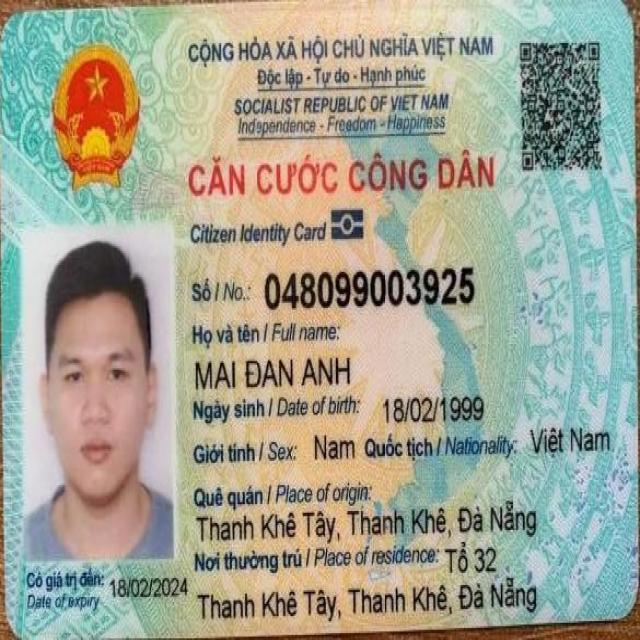 CỘNG HÒA XÃ HỘI CHỦ NGHĨA VIỆT NAM
Độc lập - Tự do - Hạnh phúc
SOCIALIST REPUBLIC OF VIET NAM
Independence - Freedom - Happiness
CĂN CƯỚC CÔNG DÂN
Citizen Identity Card
Số / No.: 048099003925
Họ và tên / Full name:
MAI ĐAN ANH
Ngày sinh / Date of birth: 18/02/1999
Giới tính / Sex: Nam Quốc tịch / Nationality: Việt Nam
Quê quán / Place of origin:
Thanh Khê Tây, Thanh Khê, Đà Nẵng
Nơi thường trú / Place of residence: Tổ 32
Thanh Khê Tây, Thanh Khê, Đà Nẵng
Có giá trị đến: 18/02/2024
Date of expiry